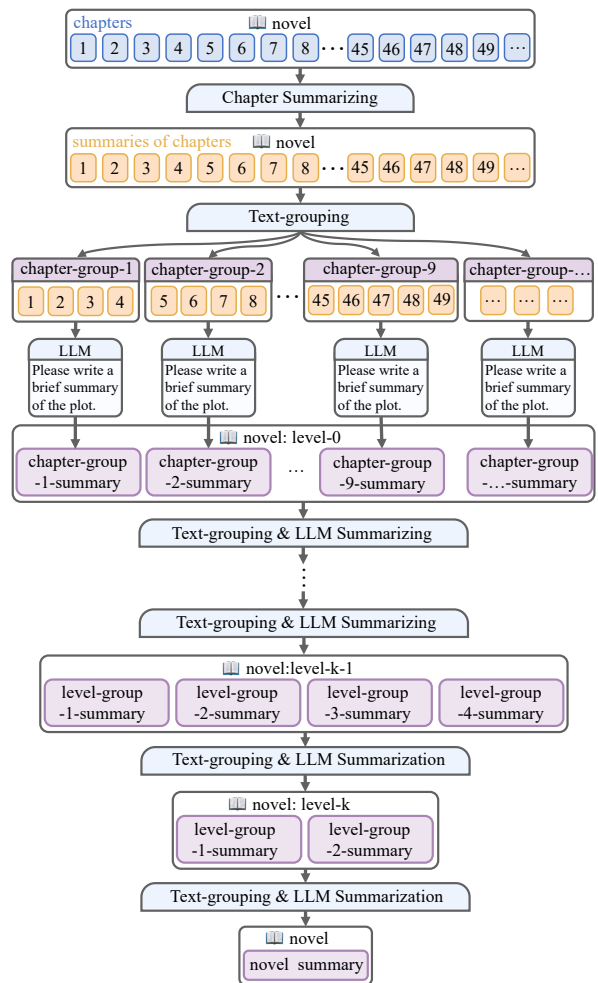 chapters 📖 novel
1 2 3 4 5 6 7 8 ··· 45 46 47 48 49 ...
Chapter Summarizing
summaries of chapters 📖 novel
1 2 3 4 5 6 7 8 ··· 45 46 47 48 49 ...
Text-grouping
chapter-group-1 chapter-group-2 chapter-group-9 chapter-group-...
1 2 3 4 5 6 7 8 ··· 45 46 47 48 49 ... ... ...
LLM LLM LLM LLM
Please write a Please write a Please write a Please write a
brief summary brief summary brief summary brief summary
of the plot. of the plot. of the plot. of the plot.
📖 novel: level-0
chapter-group chapter-group ... chapter-group chapter-group
-1-summary -2-summary -9-summary -...-summary
Text-grouping & LLM Summarizing
Text-grouping & LLM Summarizing
📖 novel:level-k-1
level-group level-group level-group level-group
-1-summary -2-summary -3-summary -4-summary
Text-grouping & LLM Summarization
📖 novel: level-k
level-group level-group
-1-summary -2-summary
Text-grouping & LLM Summarization
📖 novel
novel summary